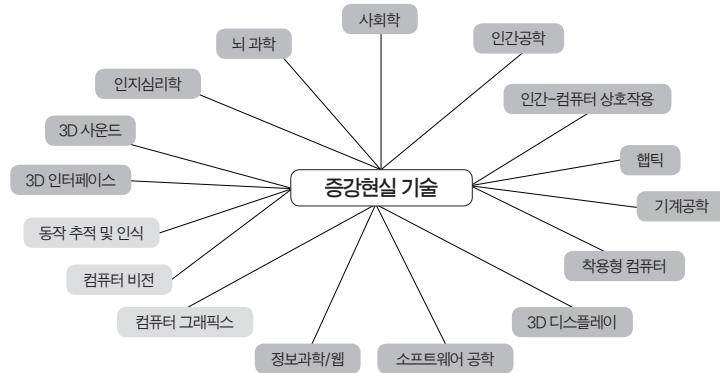 사회학
뇌 과학
인간공학
인지심리학
인간-컴퓨터 상호작용
3D 사운드
햅틱
3D 인터페이스
증강현실 기술
기계공학
동작 추적 및 인식
착용형 컴퓨터
컴퓨터 비전
컴퓨터 그래픽스
3D 디스플레이
정보과학/웹
소프트웨어 공학